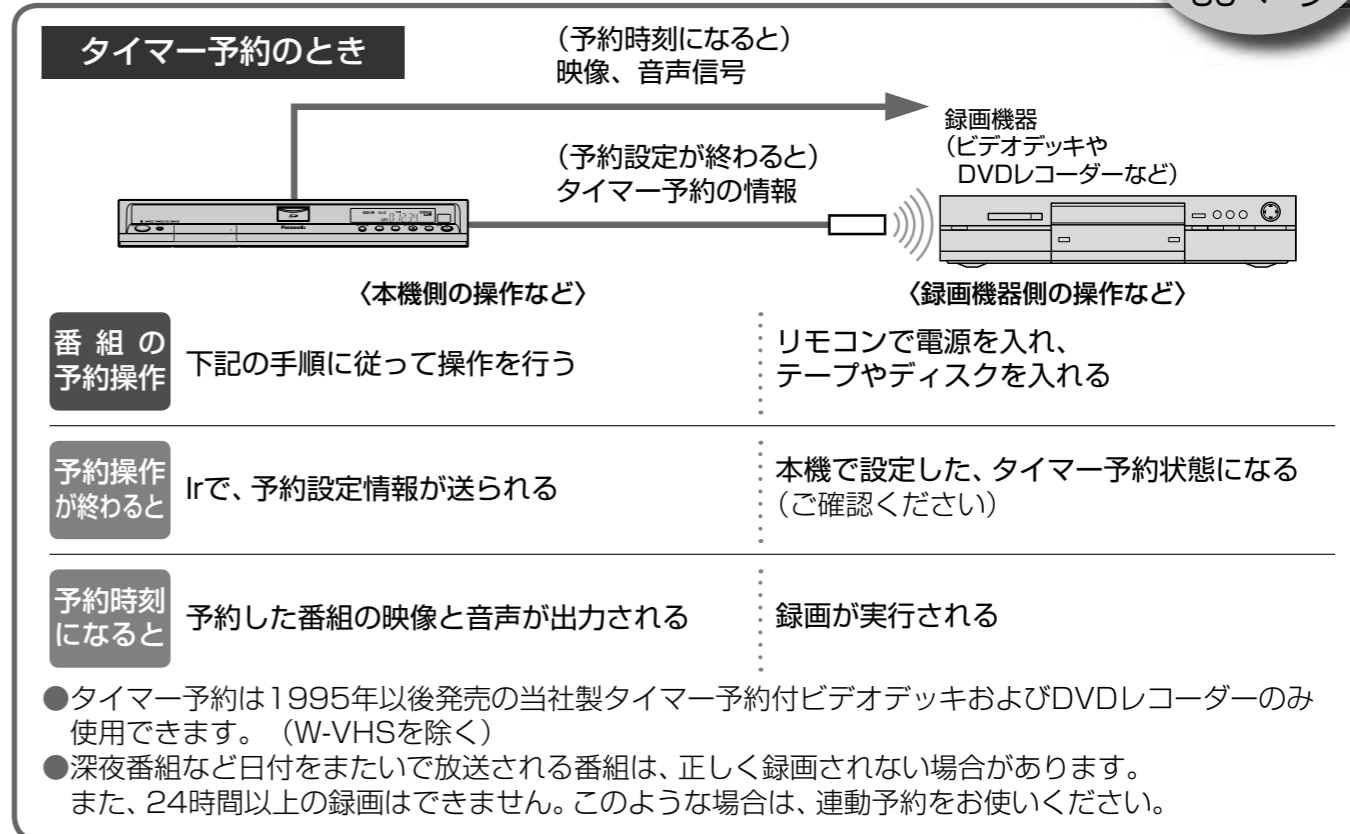 タイマー予約のとき
（予約時刻になると）
映像、音声信号
録画機器
（ビデオデッキや
DVDレコーダーなど）
（予約設定が終わると）
タイマー予約の情報
Panasonic
〈本機側の操作など〉
〈録画機器側の操作など〉
番組の
予約操作
下記の手順に従って操作を行う
リモコンで電源を入れ、
テープやディスクを入れる
予約操作
が終わると
Irで、予約設定情報が送られる
本機で設定した、タイマー予約状態になる
（ご確認ください）
予約時刻
になると
予約した番組の映像と音声が出力される
録画が実行される
●タイマー予約は1995年以後発売の当社製タイマー予約付ビデオデッキおよびDVDレコーダーのみ
使用できます。（W-VHSを除く）
●深夜番組など日付をまたいで放送される番組は、正しく録画されない場合があります。
また、24時間以上の録画はできません。このような場合は、連動予約をお使いください。